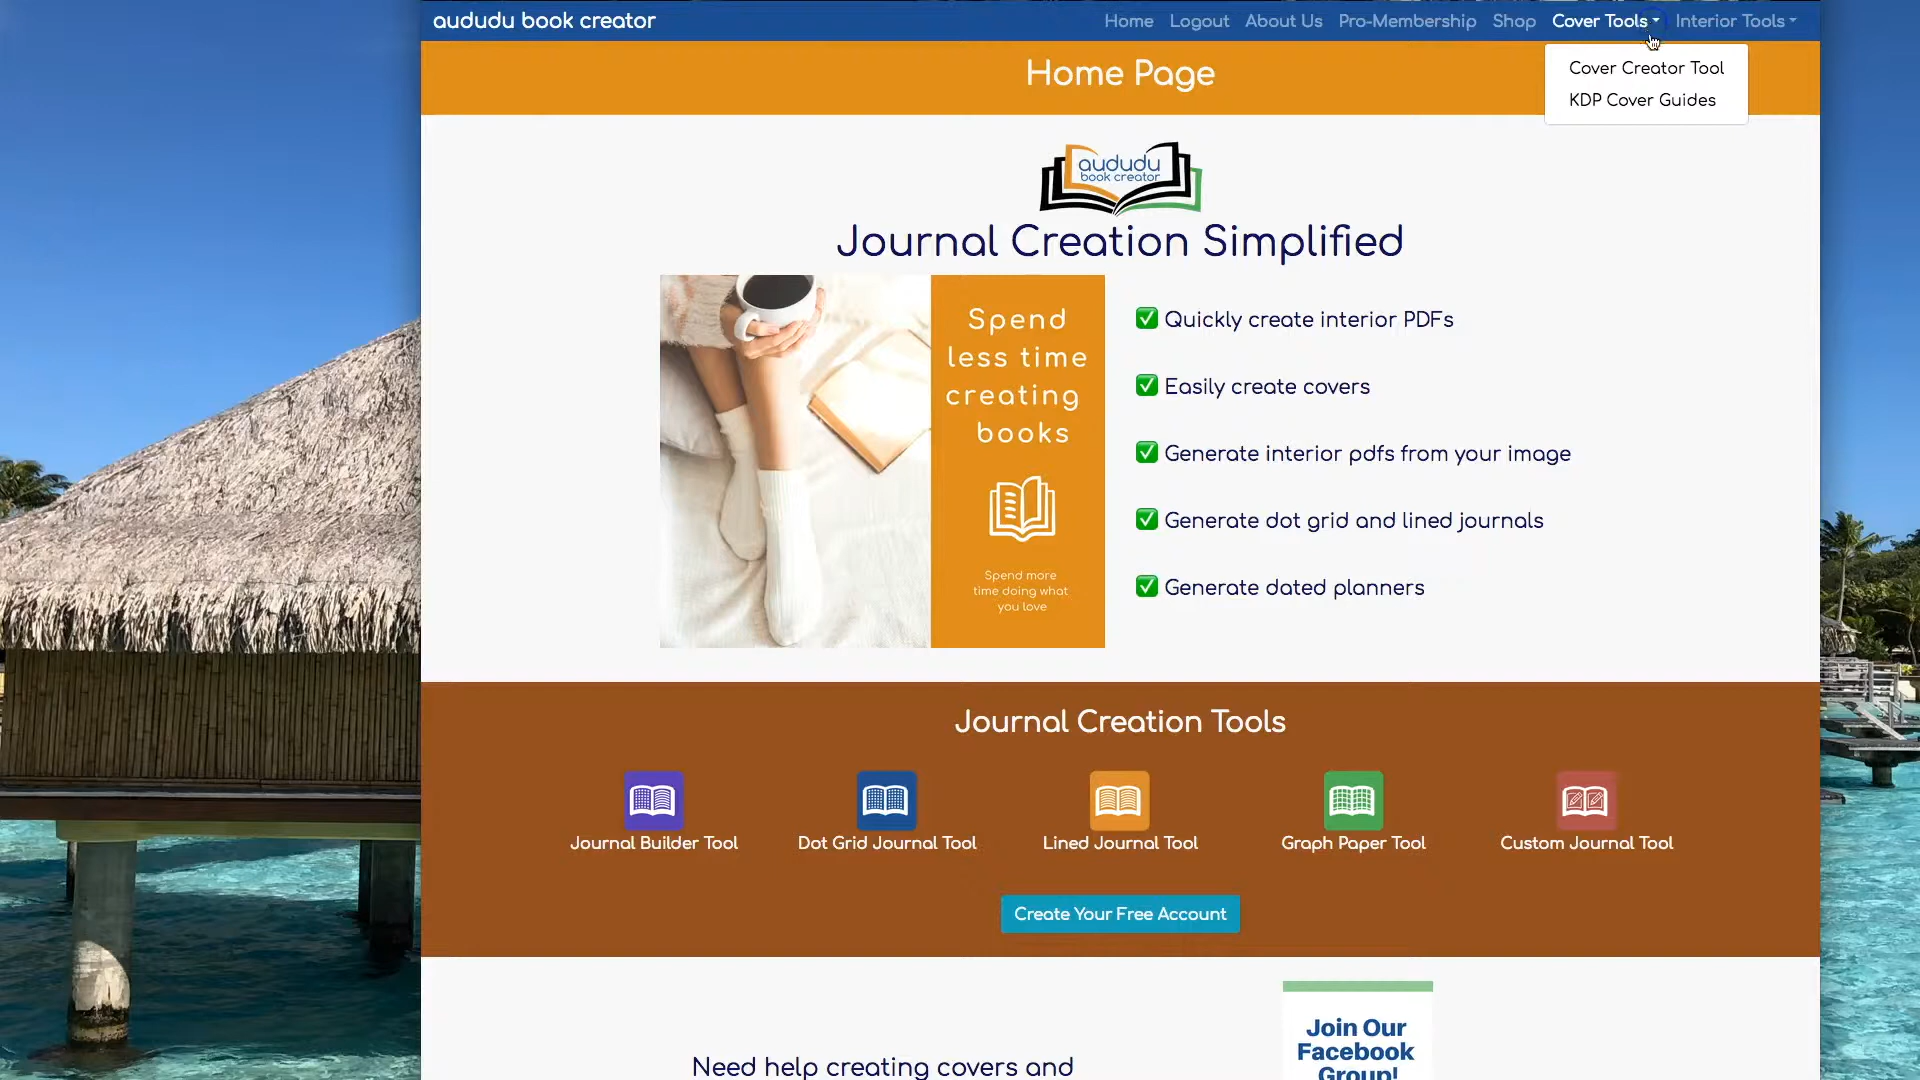 aududu book creator
Home Logout About Us Pro-Membership Shop Cover Tools Interior Tools
Cover Creator Tool
KDP Cover Guides
Home Page
aududu
book creator
Journal Creation Simplified
Spend
less time
creating
books
Spend more
time doing what
you love
Quickly create interior PDFs
Easily create covers
Generate interior pdfs from your image
Generate dot grid and lined journals
Generate dated planners
Journal Creation Tools
Journal Builder Tool
Dot Grid Journal Tool
Lined Journal Tool
Graph Paper Tool
Custom Journal Tool
Create Your Free Account
Need help creating covers and
Join Our
Facebook
Group!